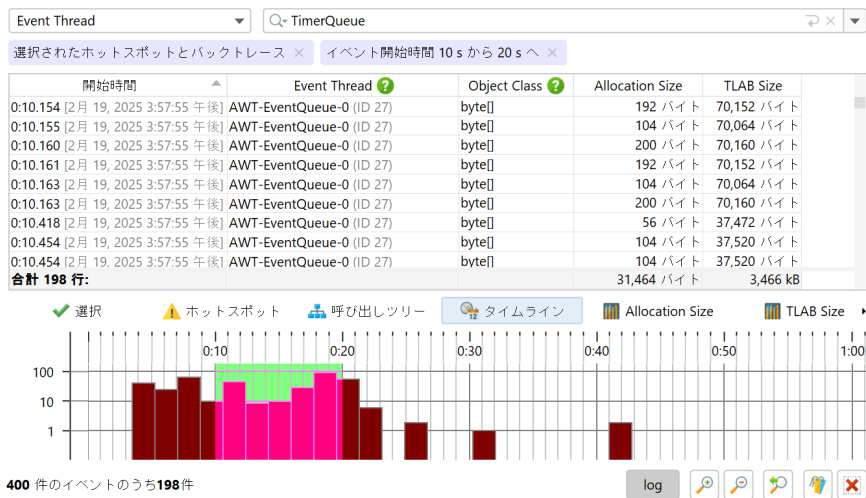 Event Thread TimerQueue
選択されたホットスポットとバックトレース × イベント開始時間 10 s から 20 s へ ×
開始時間 Event Thread ? Object Class ? Allocation Size TLAB Size
0:10.154 [2月 19, 2025 3:57:55 午後] AWT-EventQueue-0 (ID 27) byte[] 192 バイト 70,152 バイト
0:10.155 [2月 19, 2025 3:57:55 午後] AWT-EventQueue-0 (ID 27) byte[] 104 バイト 70,064 バイト
0:10.160 [2月 19, 2025 3:57:55 午後] AWT-EventQueue-0 (ID 27) byte[] 200 バイト 70,160 バイト
0:10.161 [2月 19, 2025 3:57:55 午後] AWT-EventQueue-0 (ID 27) byte[] 192 バイト 70,152 バイト
0:10.163 [2月 19, 2025 3:57:55 午後] AWT-EventQueue-0 (ID 27) byte[] 104 バイト 70,064 バイト
0:10.163 [2月 19, 2025 3:57:55 午後] AWT-EventQueue-0 (ID 27) byte[] 200 バイト 70,160 バイト
0:10.418 [2月 19, 2025 3:57:55 午後] AWT-EventQueue-0 (ID 27) byte[] 56 バイト 37,472 バイト
0:10.454 [2月 19, 2025 3:57:55 午後] AWT-EventQueue-0 (ID 27) byte[] 104 バイト 37,520 バイト
0:10.454 [2月 19, 2025 3:57:55 午後] AWT-EventQueue-0 (ID 27) byte[] 104 バイト 37,520 バイト
合計 198 行: 31,464 バイト 3,466 kB
選択 ホットスポット 呼び出しツリー タイムライン Allocation Size TLAB Size
0:10 0:20 0:30 0:40 0:50 1:00
100
10
1
400 件のイベントのうち198件 log